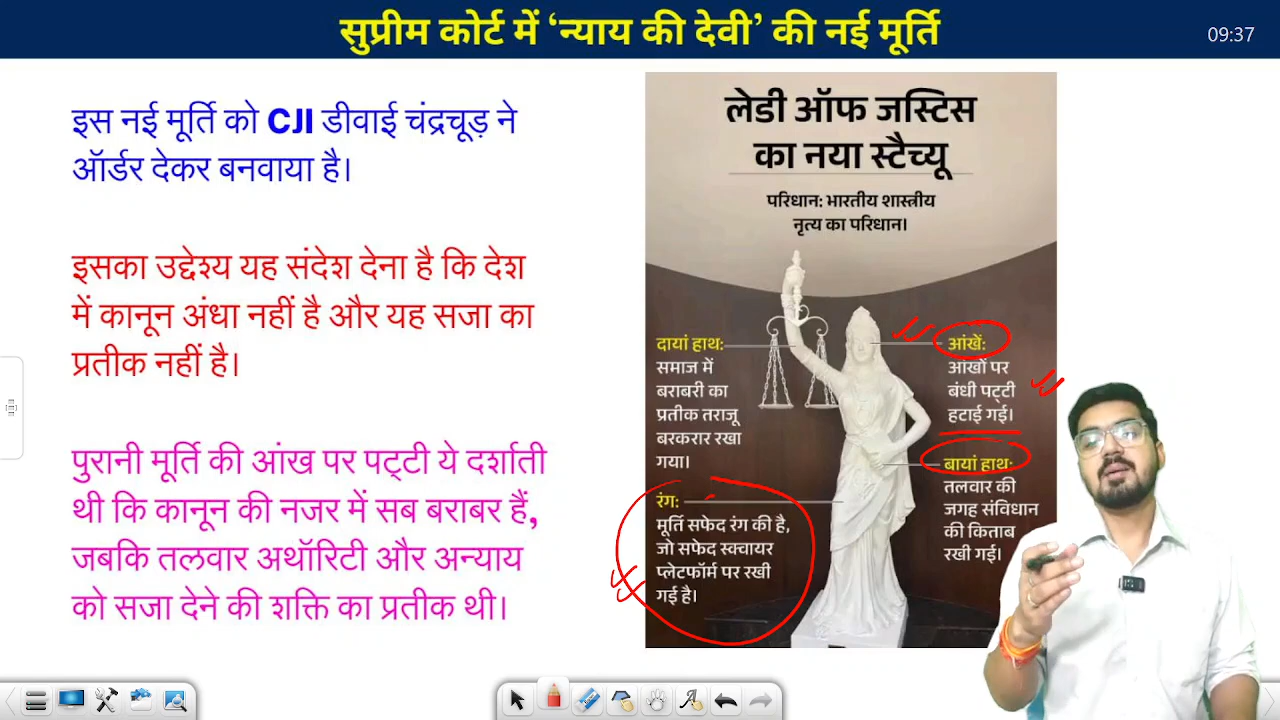 सुप्रीम कोर्ट में ‘न्याय की देवी’ की नई मूर्ति
09:37
इस नई मूर्ति को CJI डीवाई चंद्रचूड़ ने
ऑर्डर देकर बनवाया है।
इसका उद्देश्य यह संदेश देना है कि देश
में कानून अंधा नहीं है और यह सजा का
प्रतीक नहीं है।
पुरानी मूर्ति की आंख पर पट्टी ये दर्शाती
थी कि कानून की नजर में सब बराबर हैं,
जबकि तलवार अथॉरिटी और अन्याय
को सजा देने की शक्ति का प्रतीक थी।
लेडी ऑफ जस्टिस
का नया स्टैच्यू
परिधान: भारतीय शास्त्रीय
नृत्य का परिधान।
दायां हाथ:
समाज में
बराबरी का
प्रतीक तराजू
बरकरार रखा
गया।
रंग:
मूर्ति सफेद रंग की है,
जो सफेद स्क्वायर
प्लेटफॉर्म पर रखी
गई है।
आंखें:
आंखों पर
बंधी पट्टी
हटाई गई।
बायां हाथ:
तलवार की
जगह संविधान
की किताब
रखी गई।